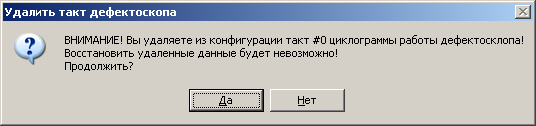 Удалить такт дефектоскопа
ВНИМАНИЕ! Вы удаляете из конфигурации такт #0 циклограммы работы дефектосклопа!
Восстановить удаленные данные будет невозможно!
Продолжить?
Да
Нет